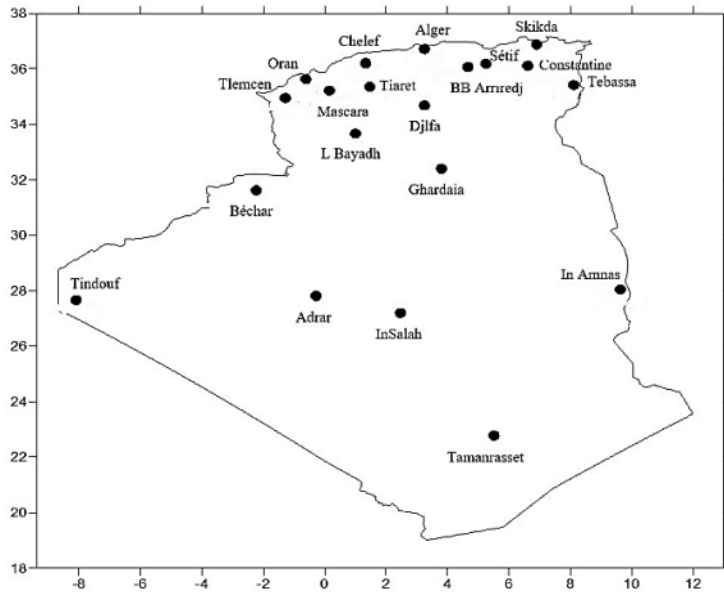 38
36
34
32
30
28
26
24
22
20
18
Skikda
Alger
Chelef
Sétif
Oran
Constantine
Tlemcen
Tiaret
BB Arrıredj
Tebassa
Mascara
Djlfa
L Bayadh
Ghardaia
Béchar
Tindouf
In Amnas
Adrar
InSalah
Tamanrasset
-8 -6 -4 -2 0 2 4 6 8 10 12